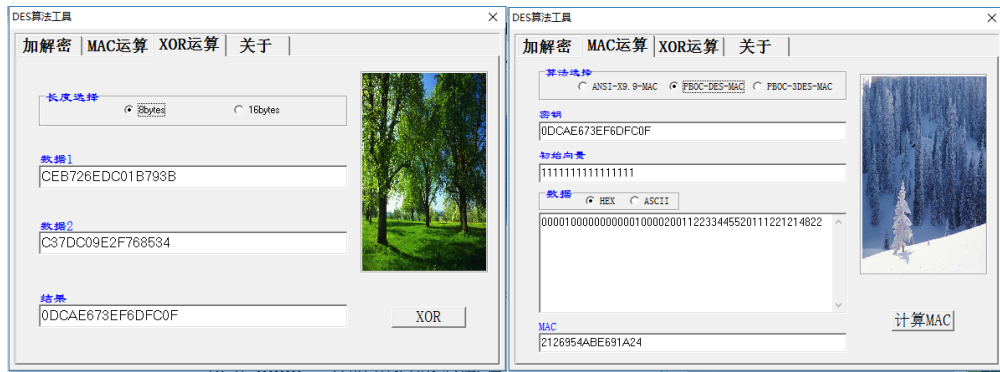 DES算法工具
加解密 MAC运算 XOR运算 关于
长度选择
8bytes 16bytes
数据1
CEB726EDC01B793B
数据2
C37DC09E2F768534
结果
0DCAE673EF6DFC0F
XOR
DES算法工具
加解密 MAC运算 XOR运算 关于
算法选择
ANSI-X9.9-MAC PBOC-DES-MAC PBOC-3DES-MAC
密钥
0DCAE673EF6DFC0F
初始向量
1111111111111111
数据 HEX ASCII
00001000000000010000200112233445520111221214822
计算MAC
MAC
2126954ABE691A24